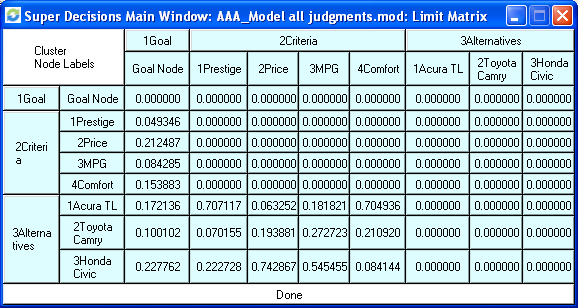 Super Decisions Main Window: AAA_Model all judgments.mod: Limit Matrix
Cluster
Node Labels
1Goal 2Criteria 3Alternatives
Goal Node 1Prestige 2Price 3MPG 4Comfort 1Acura TL 2Toyota Camry 3Honda Civic
1Goal Goal Node 0.000000 0.000000 0.000000 0.000000 0.000000 0.000000 0.000000 0.000000
2Criteri
a
1Prestige 0.049346 0.000000 0.000000 0.000000 0.000000 0.000000 0.000000 0.000000
2Price 0.212487 0.000000 0.000000 0.000000 0.000000 0.000000 0.000000 0.000000
3MPG 0.084285 0.000000 0.000000 0.000000 0.000000 0.000000 0.000000 0.000000
4Comfort 0.153883 0.000000 0.000000 0.000000 0.000000 0.000000 0.000000 0.000000
3Alterna
tives
1Acura TL 0.172136 0.707117 0.063252 0.181821 0.704936 0.000000 0.000000 0.000000
2Toyota
Camry
0.100102 0.070155 0.193881 0.272723 0.210920 0.000000 0.000000 0.000000
3Honda
Civic
0.227762 0.222728 0.742867 0.545455 0.084144 0.000000 0.000000 0.000000
Done